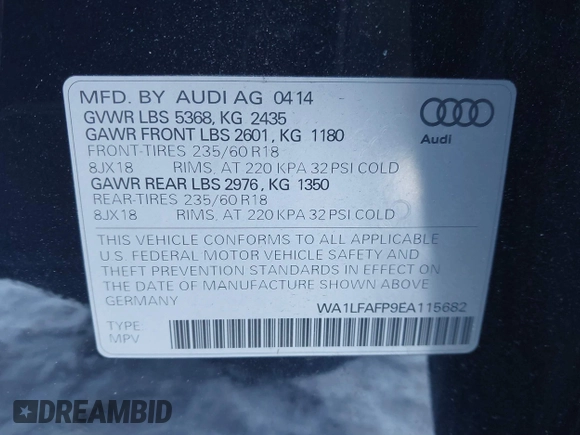 MFD. BY AUDI AG 04 14
GVWR LBS 5368, KG 2435
GAWR FRONT LBS 2601, KG 1180
FRONT-TIRES 235/60 R18
8JX18 RIMS, AT 220 KPA 32 PSI COLD
GAWR REAR LBS 2976, KG 1350
REAR-TIRES 235/60 R18
8JX18 RIMS, AT 220 KPA 32 PSI COLD
Audi
THIS VEHICLE CONFORMS TO ALL APPLICABLE
U.S. FEDERAL MOTOR VEHICLE SAFETY AND
THEFT PREVENTION STANDARDS IN EFFECT ON
THE DATE OF MANUFACTURE SHOWN ABOVE
GERMANY
WA1LFAFP9EA115682
TYPE:
MPV
DREAMBID